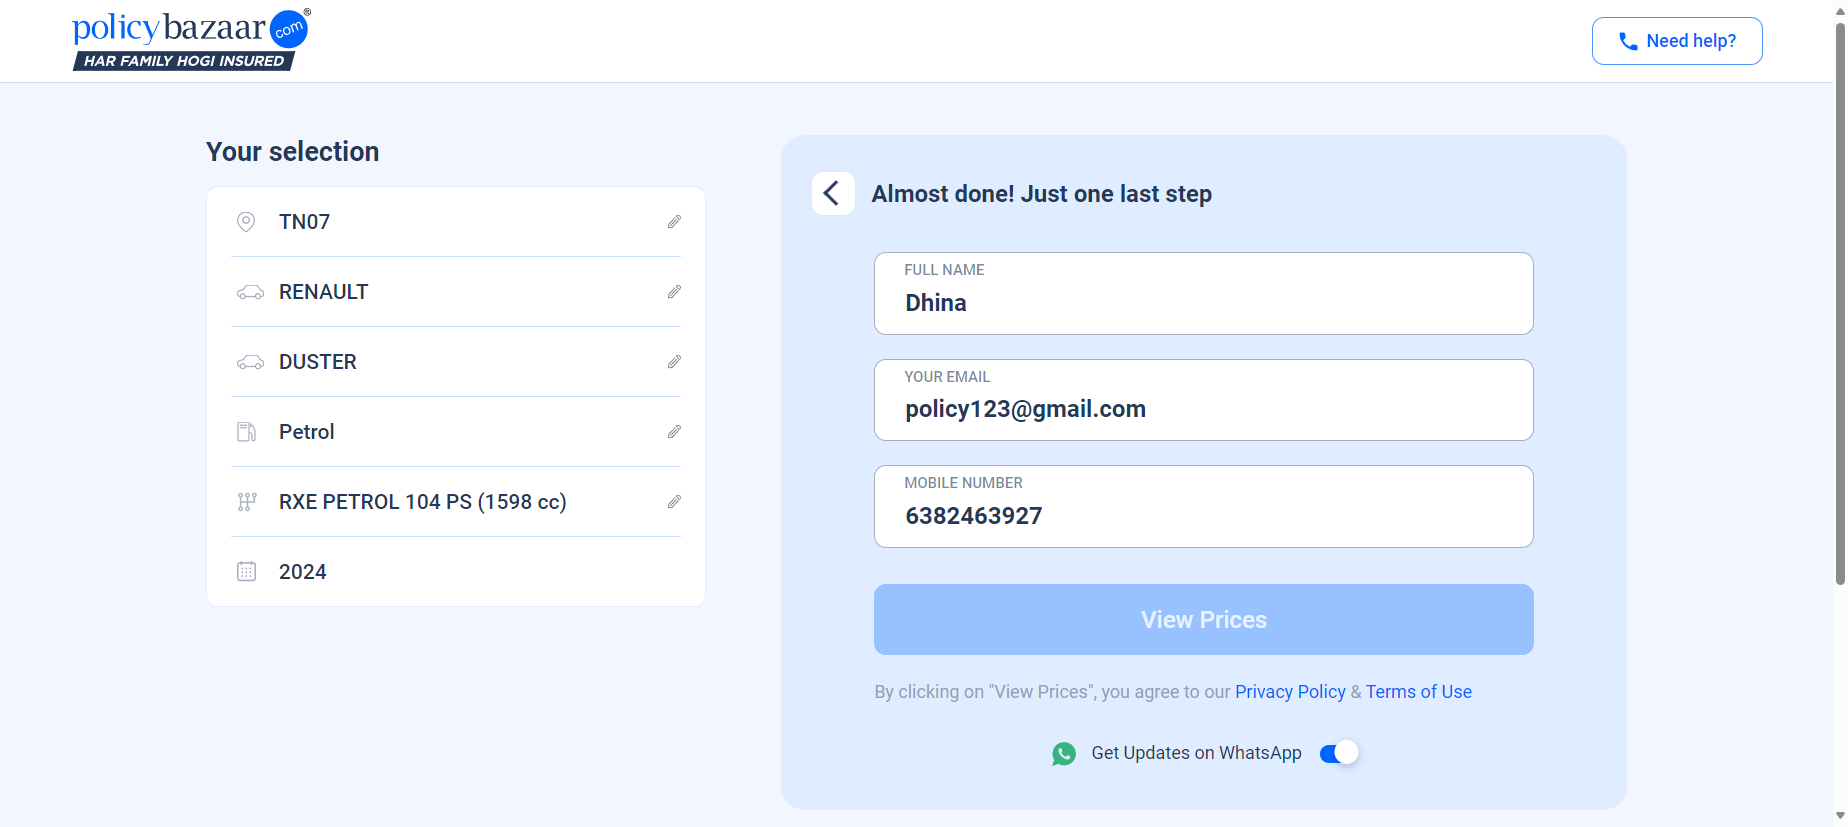 policybazaar com ®
HAR FAMILY HOGI INSURED
Need help?
Your selection
TN07
RENAULT
DUSTER
Petrol
RXE PETROL 104 PS (1598 cc)
2024
Almost done! Just one last step
FULL NAME
Dhina
YOUR EMAIL
policy123@gmail.com
MOBILE NUMBER
6382463927
View Prices
By clicking on "View Prices", you agree to our Privacy Policy & Terms of Use
Get Updates on WhatsApp